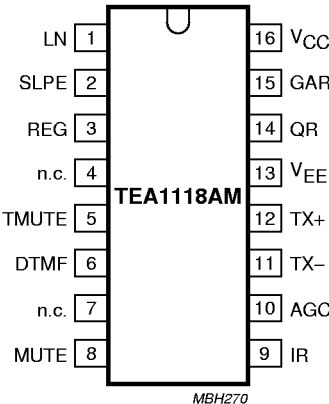 LN 1 16 VCC
SLPE 2 15 GAR
REG 3 14 QR
n.c. 4 13 VEE
TEA1118AM
TMUTE 5 12 TX+
DTMF 6 11 TX−
n.c. 7 10 AGC
MUTE 8 9 IR
MBH270